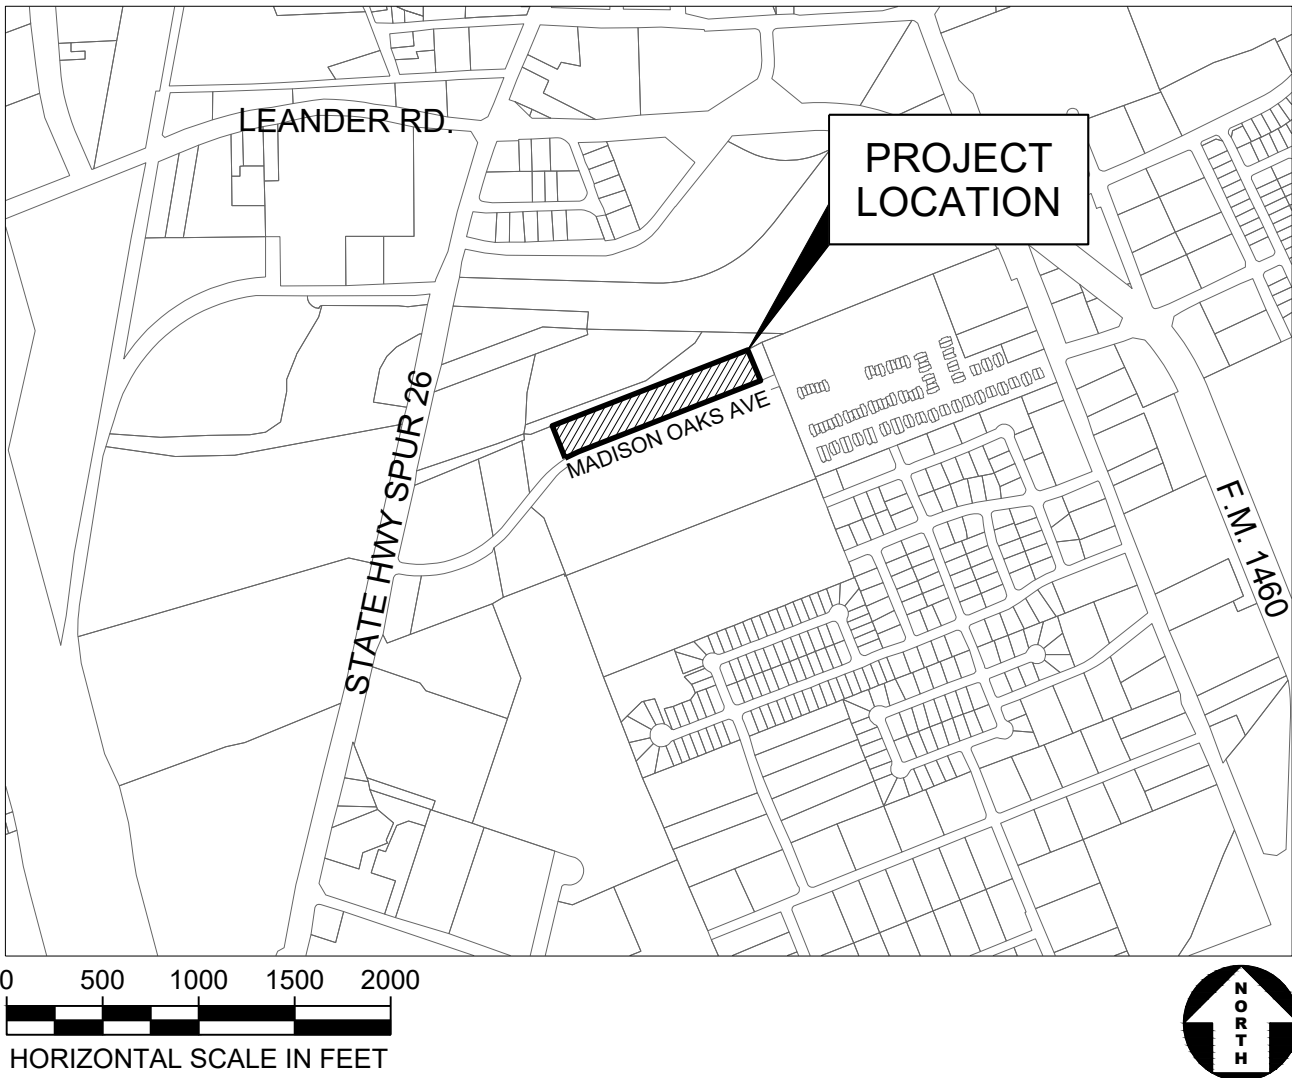 LEANDER RD.
PROJECT
LOCATION
STATE HWY SPUR 26
MADISON OAKS AVE
F.M. 1460
0 500 1000 1500 2000
HORIZONTAL SCALE IN FEET
NORTH